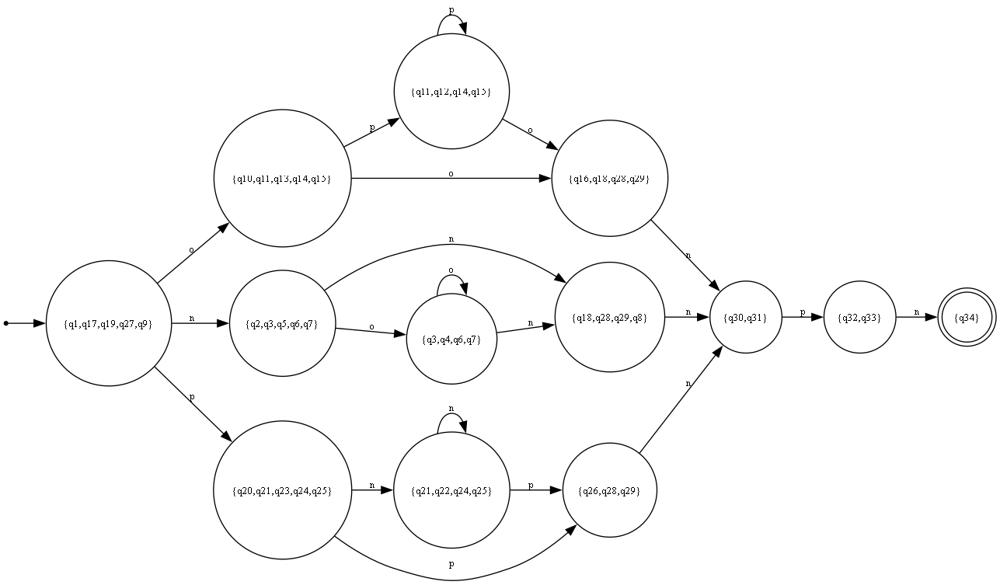 p
{q11,q12,q14,q15}
p
o
{q10,q11,q13,q14,q15}
o
{q16,q18,q28,q29}
n
o
n
o
{q1,q17,q19,q27,q9}
n
{q2,q3,q5,q6,q7}
o
{q3,q4,q6,q7}
n
{q18,q28,q29,q8}
n
{q30,q31}
p
{q32,q33}
n
{q34}
p
n
n
{q20,q21,q23,q24,q25}
n
{q21,q22,q24,q25}
p
{q26,q28,q29}
p